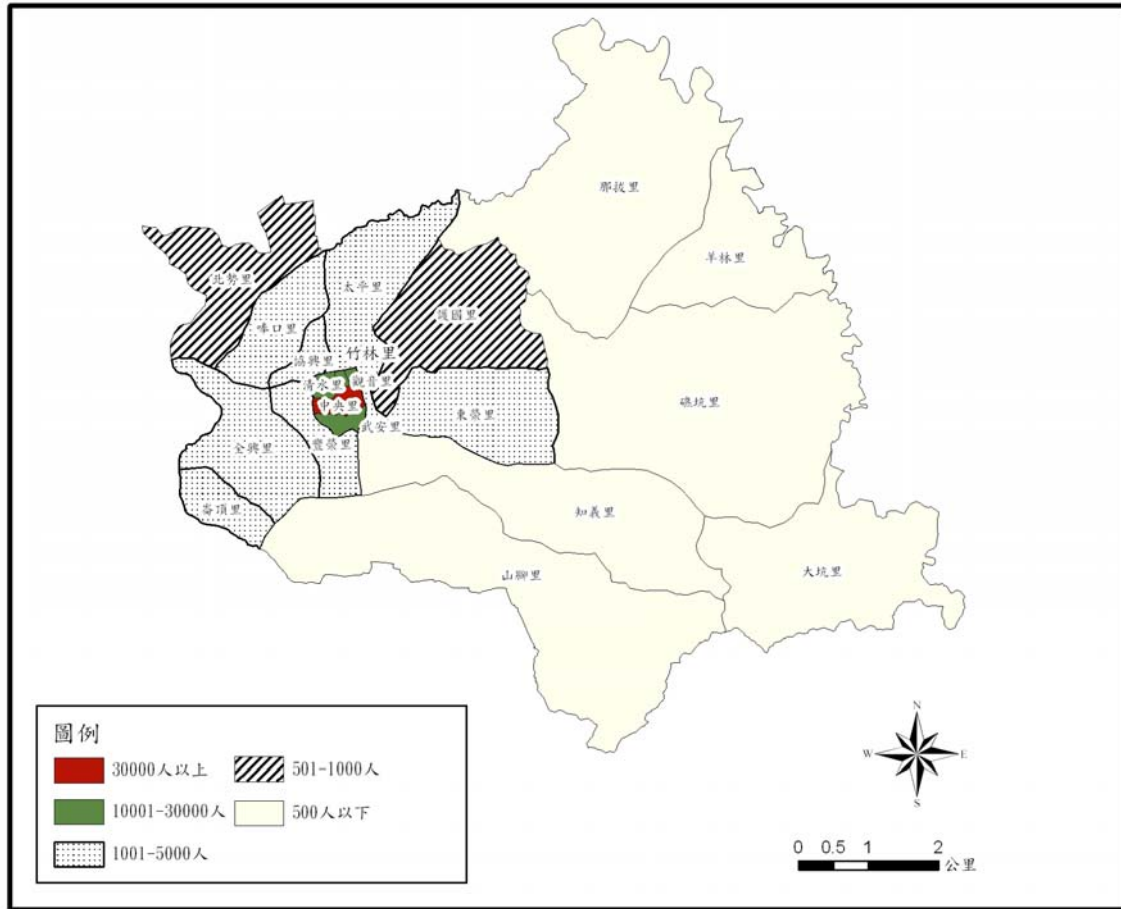 那拔里
羊林里
北勢里
太平里
護國里
唪口里
竹林里
協興里
清水里
觀音里
中央里
礁坑里
東榮里
武安里
豐榮里
全興里
崙頂里
知義里
山腳里
大坑里
圖例
30000人以上
501-1000人
10001-30000人
500人以下
1001-5000人
N
W
E
S
0 0.5 1 2
公里